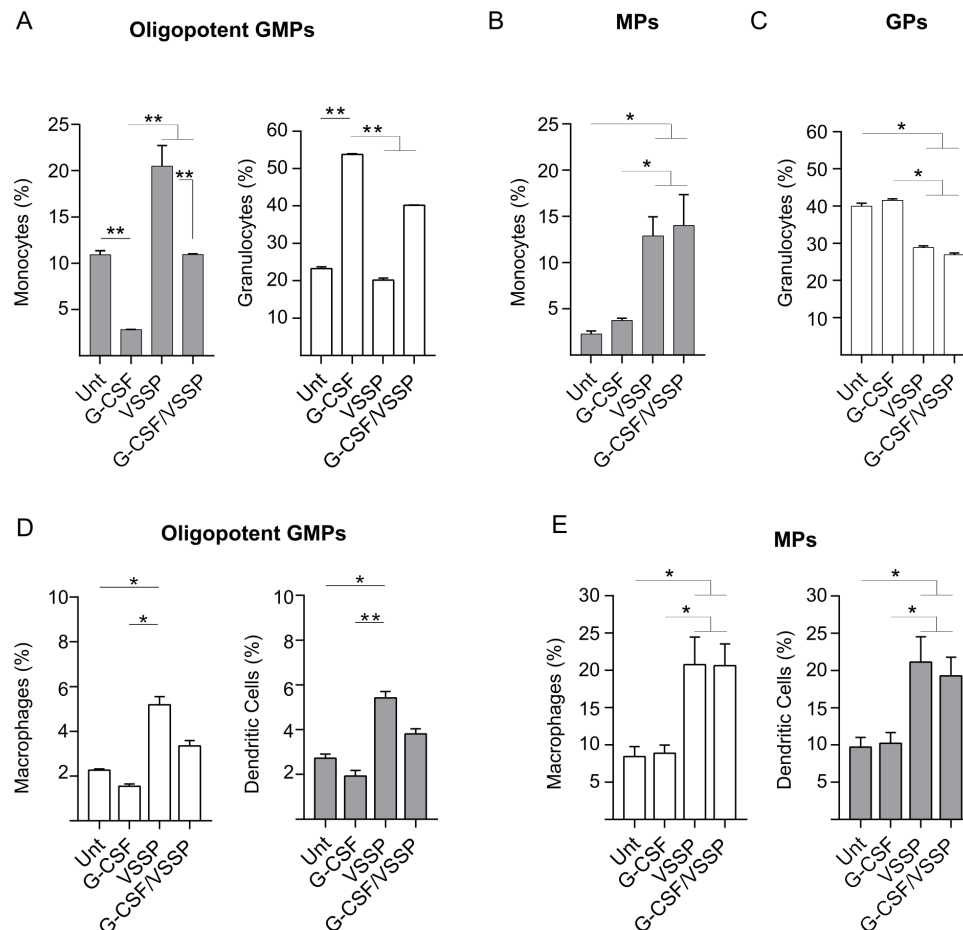 A
Oligopotent GMPs
Monocytes (%)
25
20
15
10
5
**
**
**
Unt
G-CSF
VSSP
G-CSF/VSSP
Granulocytes (%)
60
50
40
30
20
10
**
**
Unt
G-CSF
VSSP
G-CSF/VSSP
B
MPs
Monocytes (%)
25
20
15
10
5
*
*
Unt
G-CSF
VSSP
G-CSF/VSSP
C
GPs
Granulocytes (%)
60
50
40
30
20
10
*
*
Unt
G-CSF
VSSP
G-CSF/VSSP
D
Oligopotent GMPs
Macrophages (%)
10
8
6
4
2
*
*
Unt
G-CSF
VSSP
G-CSF/VSSP
Dendritic Cells (%)
10
8
6
4
2
*
**
Unt
G-CSF
VSSP
G-CSF/VSSP
E
MPs
Macrophages (%)
30
25
20
15
10
5
*
*
Unt
G-CSF
VSSP
G-CSF/VSSP
Dendritic Cells (%)
30
25
20
15
10
5
*
*
Unt
G-CSF
VSSP
G-CSF/VSSP